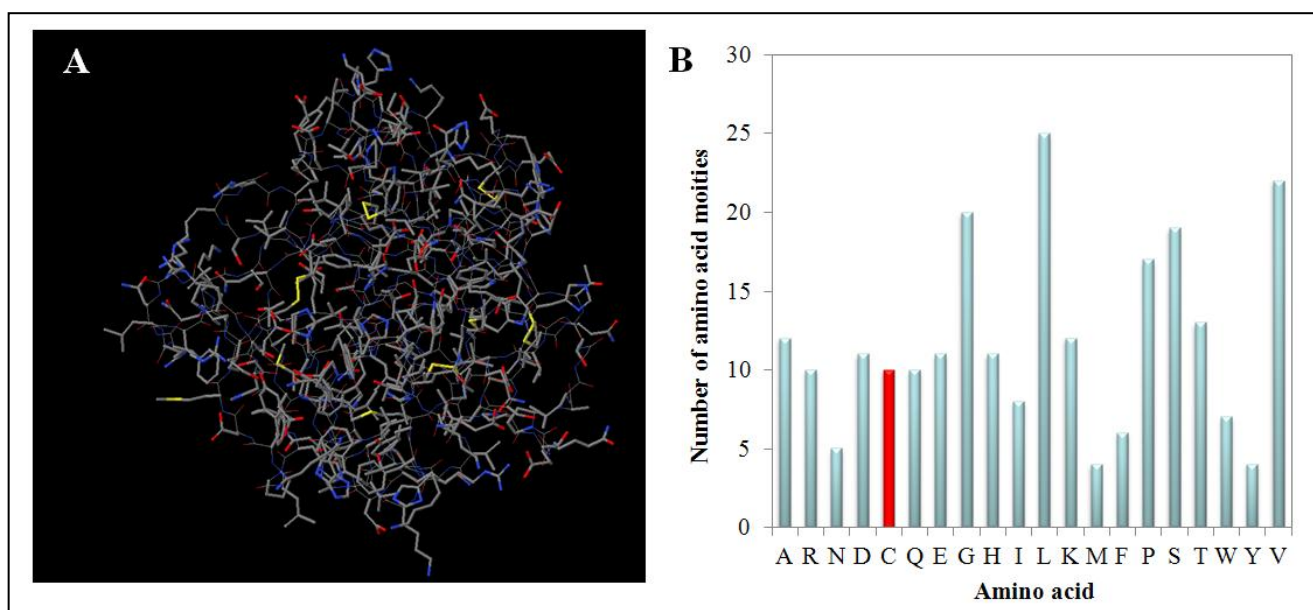 A
B
Number of amino acid moities
30
25
20
15
10
5
0
A R N D C Q E G H I L K M F P S T W Y V
Amino acid